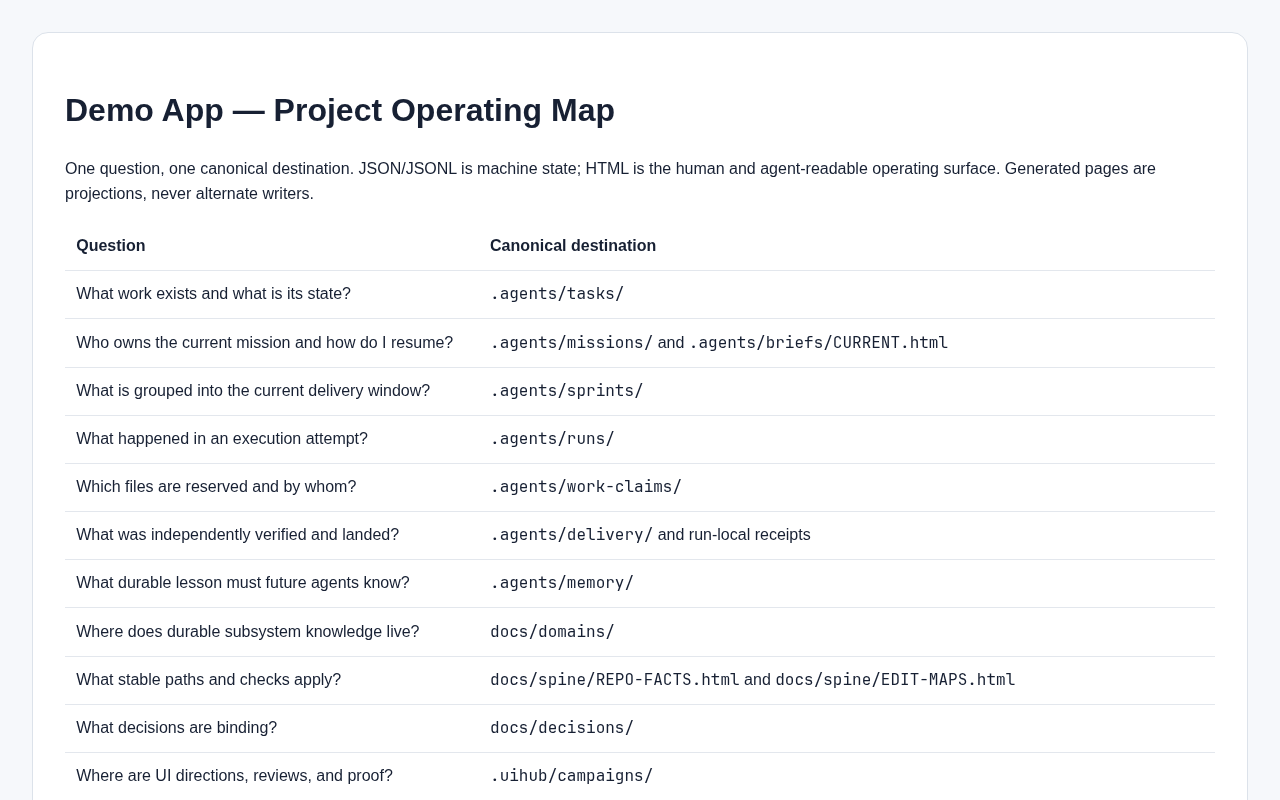 Demo App — Project Operating Map
One question, one canonical destination. JSON/JSONL is machine state; HTML is the human and agent-readable operating surface. Generated pages are
projections, never alternate writers.
Question Canonical destination
What work exists and what is its state? .agents/tasks/
Who owns the current mission and how do I resume? .agents/missions/ and .agents/briefs/CURRENT.html
What is grouped into the current delivery window? .agents/sprints/
What happened in an execution attempt? .agents/runs/
Which files are reserved and by whom? .agents/work-claims/
What was independently verified and landed? .agents/delivery/ and run-local receipts
What durable lesson must future agents know? .agents/memory/
Where does durable subsystem knowledge live? docs/domains/
What stable paths and checks apply? docs/spine/REPO-FACTS.html and docs/spine/EDIT-MAPS.html
What decisions are binding? docs/decisions/
Where are UI directions, reviews, and proof? .uihub/campaigns/